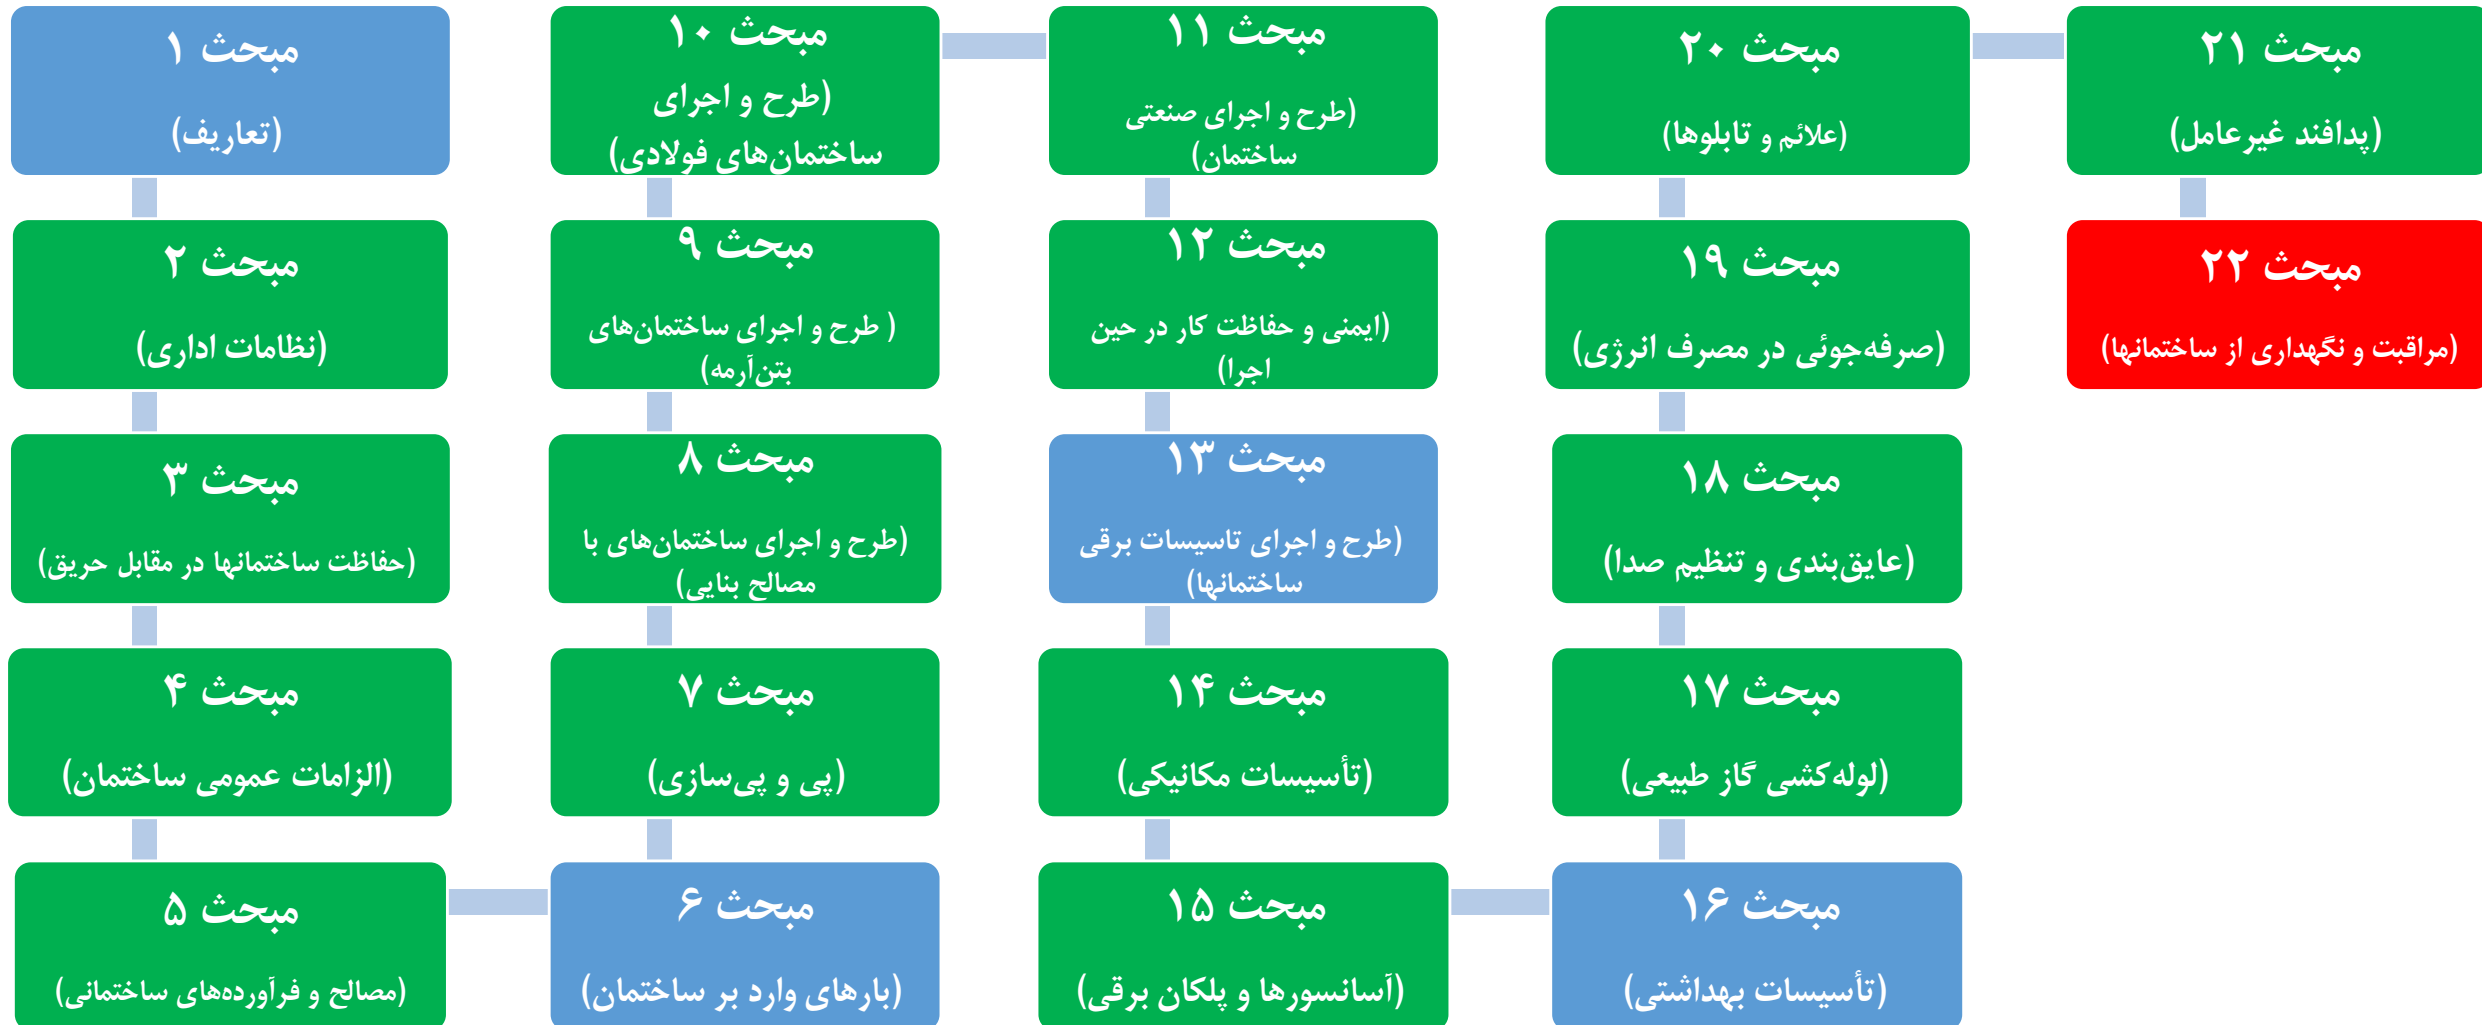 مبحث ۱
(تعاریف)
مبحث ۲
(نظامات اداری)
مبحث ۳
(حفاظت ساختمانها در مقابل حریق)
مبحث ۴
(الزامات عمومی ساختمان)
مبحث ۵
(مصالح و فرآورده‌های ساختمانی)
مبحث ۶
(بارهای وارد بر ساختمان)
مبحث ۷
(پی و پی‌سازی)
مبحث ۸
(طرح و اجرای ساختمان‌های با
مصالح بنایی)
مبحث ۹
( طرح و اجرای ساختمان‌های
بتن‌آرمه)
مبحث ۱۰
(طرح و اجرای
ساختمان‌های فولادی)
مبحث ۱۱
(طرح و اجرای صنعتی
ساختمان)
مبحث ۱۲
(ایمنی و حفاظت کار در حین
اجرا)
مبحث ۱۳
(طرح و اجرای تاسیسات برقی
ساختمانها)
مبحث ۱۴
(تأسیسات مکانیکی)
مبحث ۱۵
(آسانسورها و پلکان برقی)
مبحث ۱۶
(تأسیسات بهداشتی)
مبحث ۱۷
(لوله‌کشی گاز طبیعی)
مبحث ۱۸
(عایق‌بندی و تنظیم صدا)
مبحث ۱۹
(صرفه‌جوئی در مصرف انرژی)
مبحث ۲۰
(علائم و تابلوها)
مبحث ۲۱
(پدافند غیرعامل)
مبحث ۲۲
(مراقبت و نگهداری از ساختمانها)